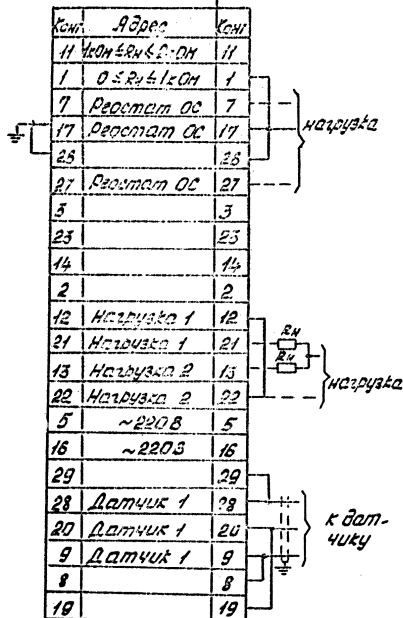 Конт Адрес Конт
11 1кОм≤Rн≤2кОм 11
1 0≤Rн≤1кОм 1
7 Реостат ОС 7
17 Реостат ОС 17
26 26
27 Реостат ОС 27
нагрузка
3 3
23 23
14 14
2 2
12 Нагрузка 1 12
21 Нагрузка 1 21 Rн
13 Нагрузка 2 13 Rн
22 Нагрузка 2 22
нагрузка
5 ~220В 5
16 ~220В 16
29 29
28 Датчик 1 28
20 Датчик 1 20
9 Датчик 1 9
8 8
19 19
к дат-
чику